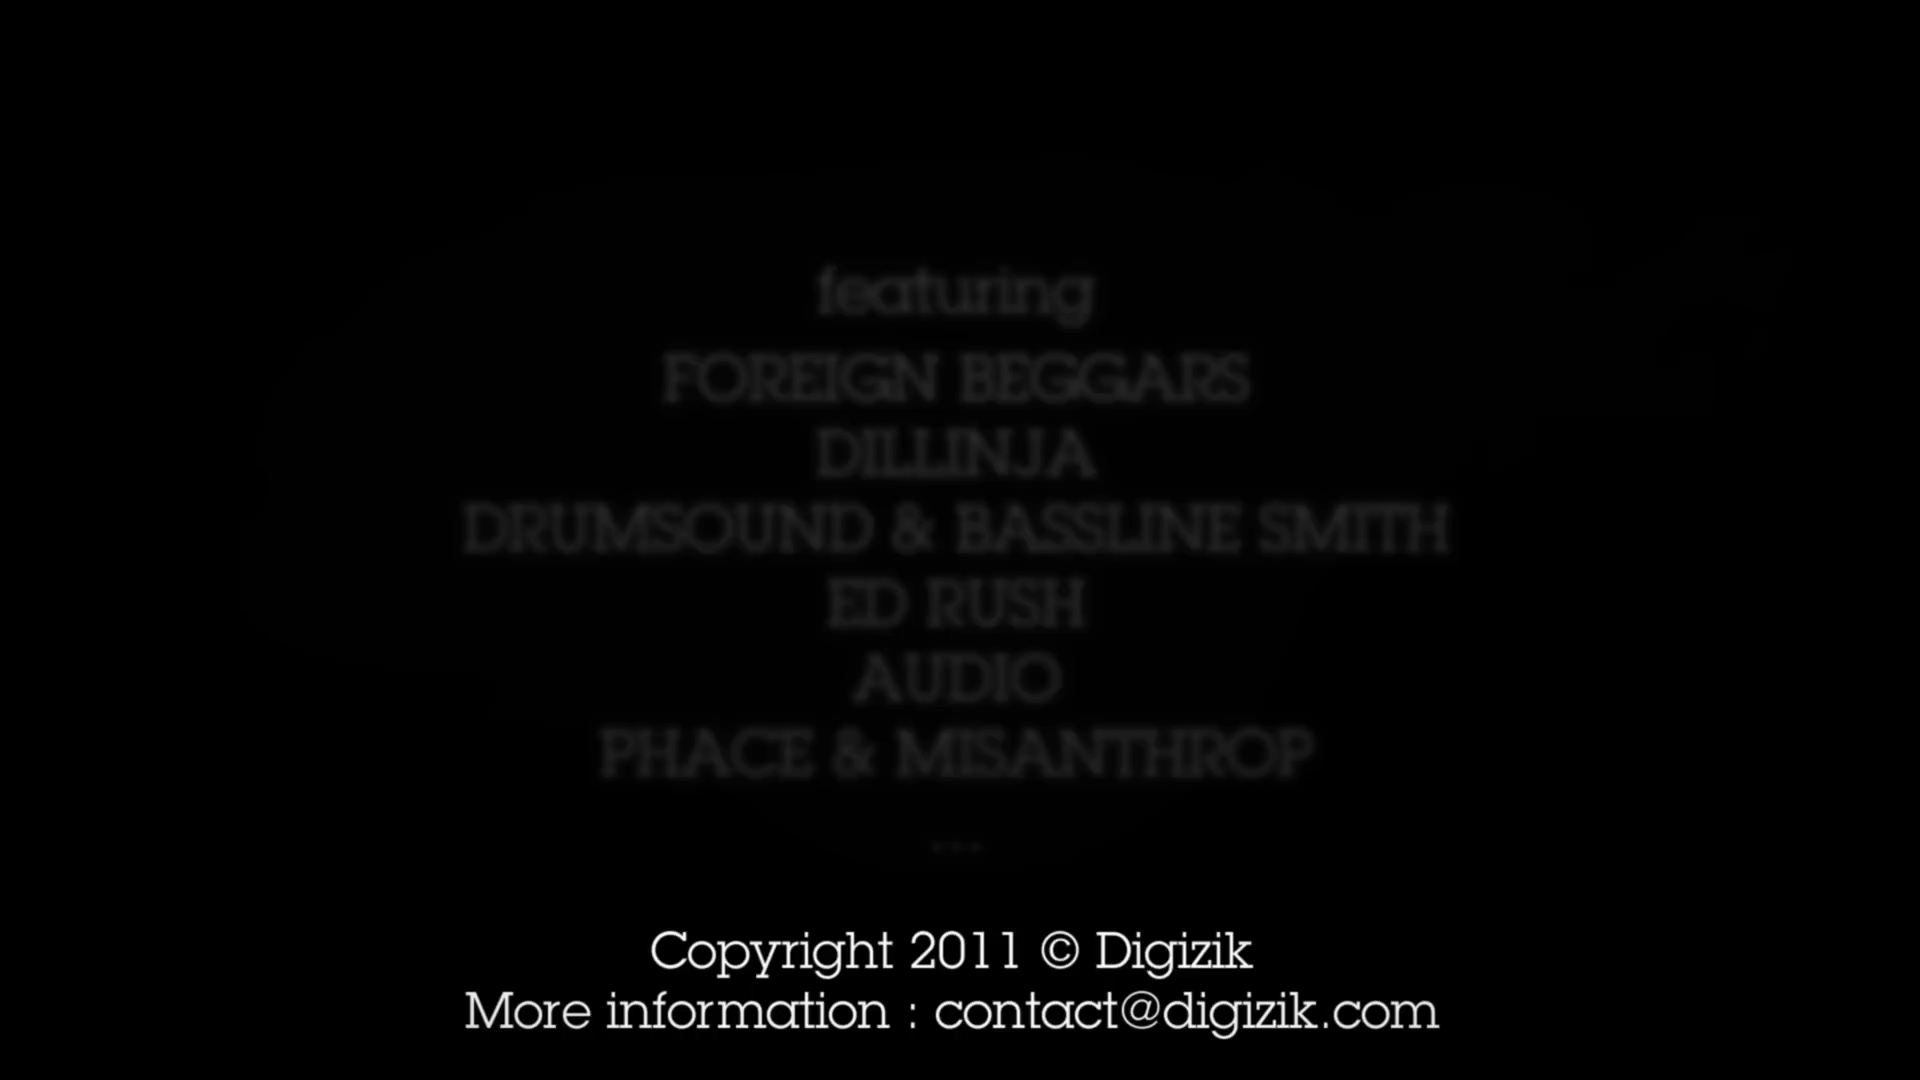 featuring
FOREIGN BEGGARS
DILLINJA
DRUMSOUND & BASSLINE SMITH
ED RUSH
AUDIO
PHACE & MISANTHROP
...
Copyright 2011 © Digizik
More information : contact@digizik.com